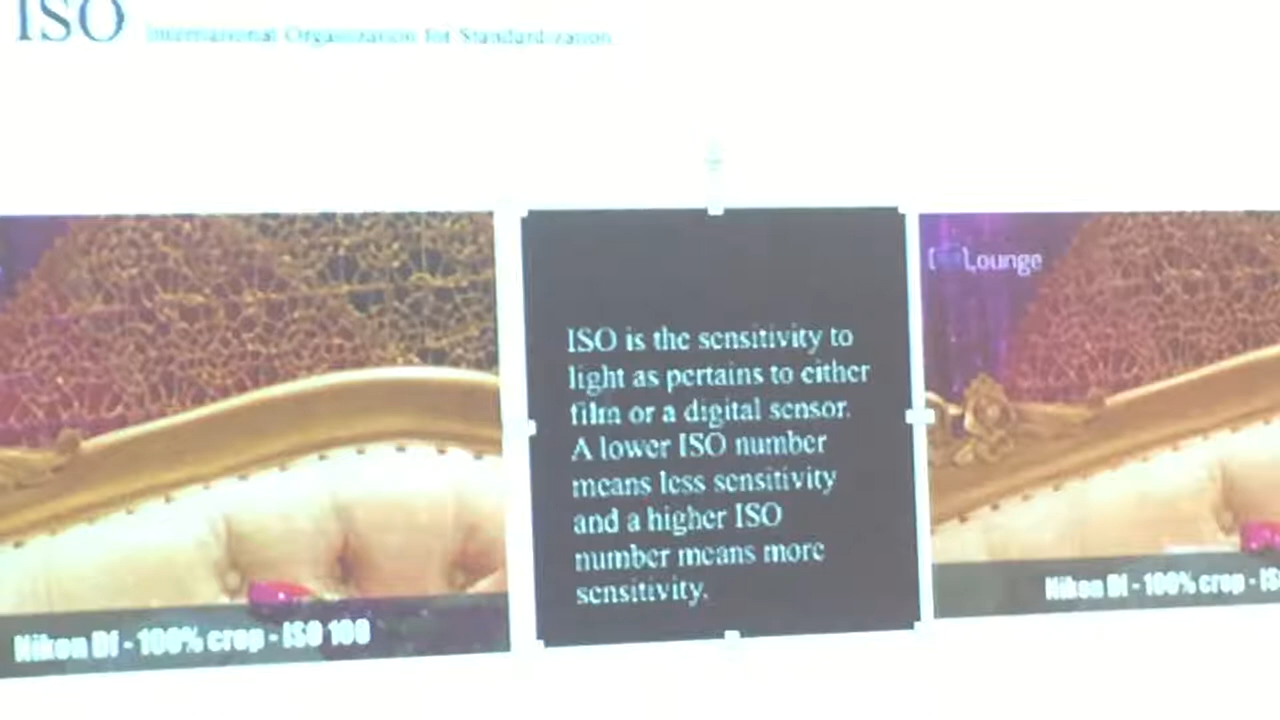 ISO International Organization for Standardization
Lounge
ISO is the sensitivity to
light as pertains to either
film or a digital sensor.
A lower ISO number
means less sensitivity
and a higher ISO
number means more
sensitivity.
Nikon Df - 100% crop - ISO 100
Nikon Df - 100% crop -